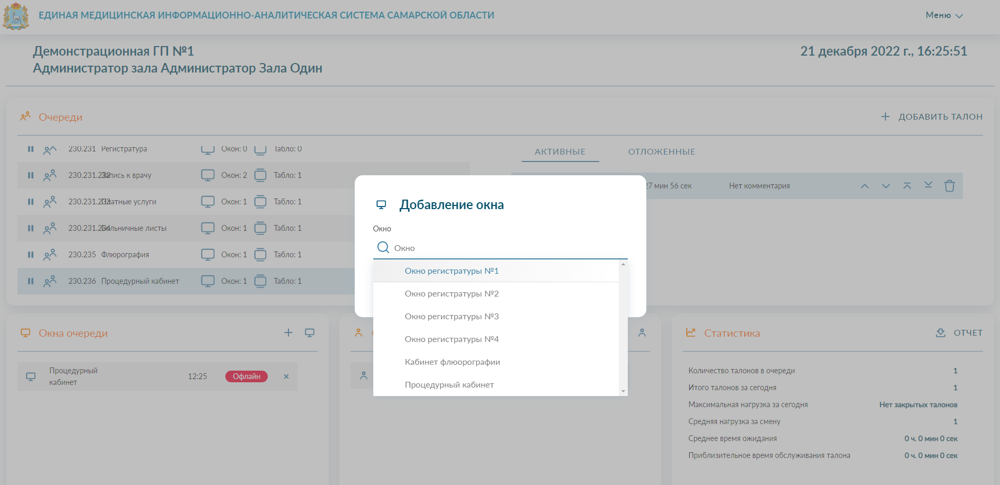 ЕДИНАЯ МЕДИЦИНСКАЯ ИНФОРМАЦИОННО-АНАЛИТИЧЕСКАЯ СИСТЕМА САМАРСКОЙ ОБЛАСТИ
Меню
Демонстрационная ГП №1
Администратор зала Администратор Зала Один
21 декабря 2022 г., 16:25:51
Очереди
ДОБАВИТЬ ТАЛОН
230.231 Регистратура Окон: 0 Табло: 0
230.231.232 Запись к врачу Окон: 2 Табло: 1
230.231.233 Платные услуги Окон: 1 Табло: 1
230.231.234 Больничные листы Окон: 1 Табло: 1
230.235 Флюрография Окон: 1 Табло: 1
230.236 Процедурный кабинет Окон: 1 Табло: 1
АКТИВНЫЕ ОТЛОЖЕННЫЕ
27 мин 56 сек Нет комментария
Добавление окна
Окно
Окно
Окно регистратуры №1
Окно регистратуры №2
Окно регистратуры №3
Окно регистратуры №4
Кабинет флюорографии
Процедурный кабинет
Окна очереди
Процедурный
кабинет
12:25 Офлайн
Статистика
ОТЧЕТ
Количество талонов в очереди 1
Итого талонов за сегодня 1
Максимальная нагрузка за сегодня Нет закрытых талонов
Средняя нагрузка за смену 1
Среднее время ожидания 0 ч. 0 мин 0 сек
Приблизительное время обслуживания талона 0 ч. 0 мин 0 сек